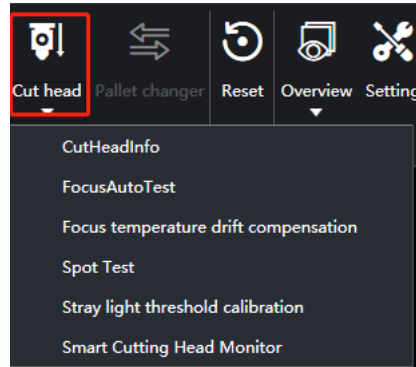 Cut head Pallet changer Reset Overview Setting
CutHeadInfo
FocusAutoTest
Focus temperature drift compensation
Spot Test
Stray light threshold calibration
Smart Cutting Head Monitor